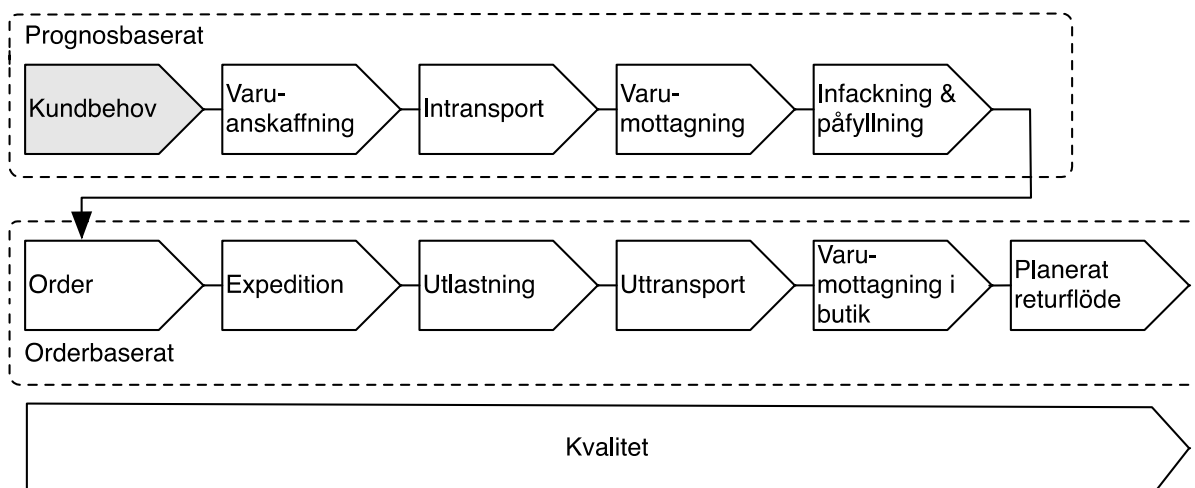 Prognosbaserat
Kundbehov
Varu-
anskaffning
Intransport
Varu-
mottagning
Infackning &
påfyllning
Order
Expedition
Utlastning
Uttransport
Varu-
mottagning i
butik
Planerat
returflöde
Orderbaserat
Kvalitet